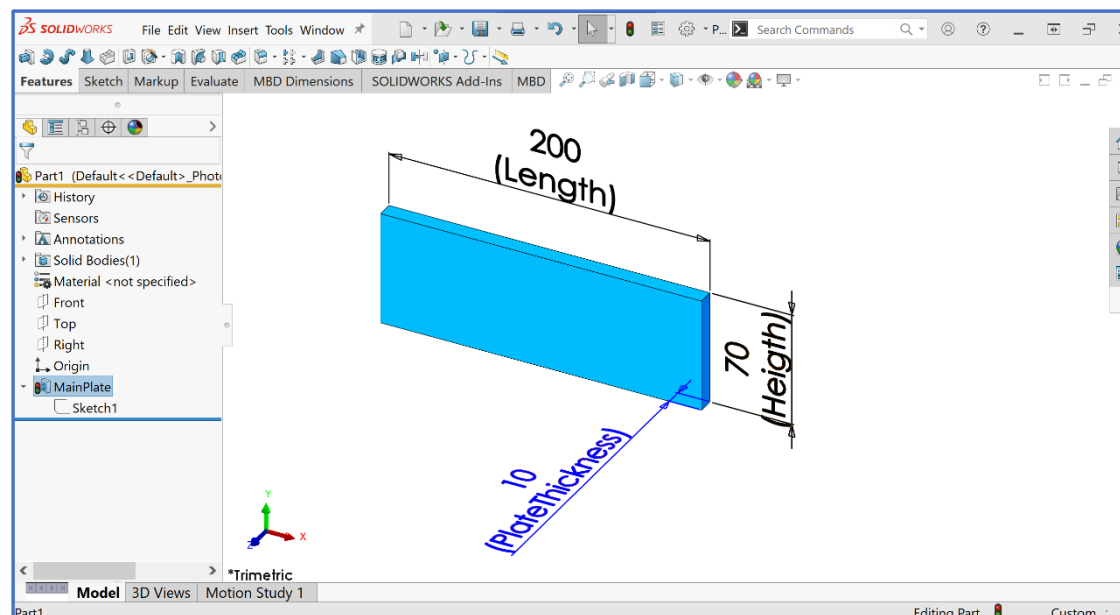 SOLIDWORKS File Edit View Insert Tools Window P... Search Commands
Features Sketch Markup Evaluate MBD Dimensions SOLIDWORKS Add-Ins MBD
Part1 (Default<<Default>_Phot
History
Sensors
Annotations
Solid Bodies(1)
Material <not specified>
Front
Top
Right
Origin
MainPlate
Sketch1
200
(Length)
70
(Heigth)
10
(PlateThickness)
Y
X
Z
*Trimetric
Model 3D Views Motion Study 1
Part1 Editing Part Custom